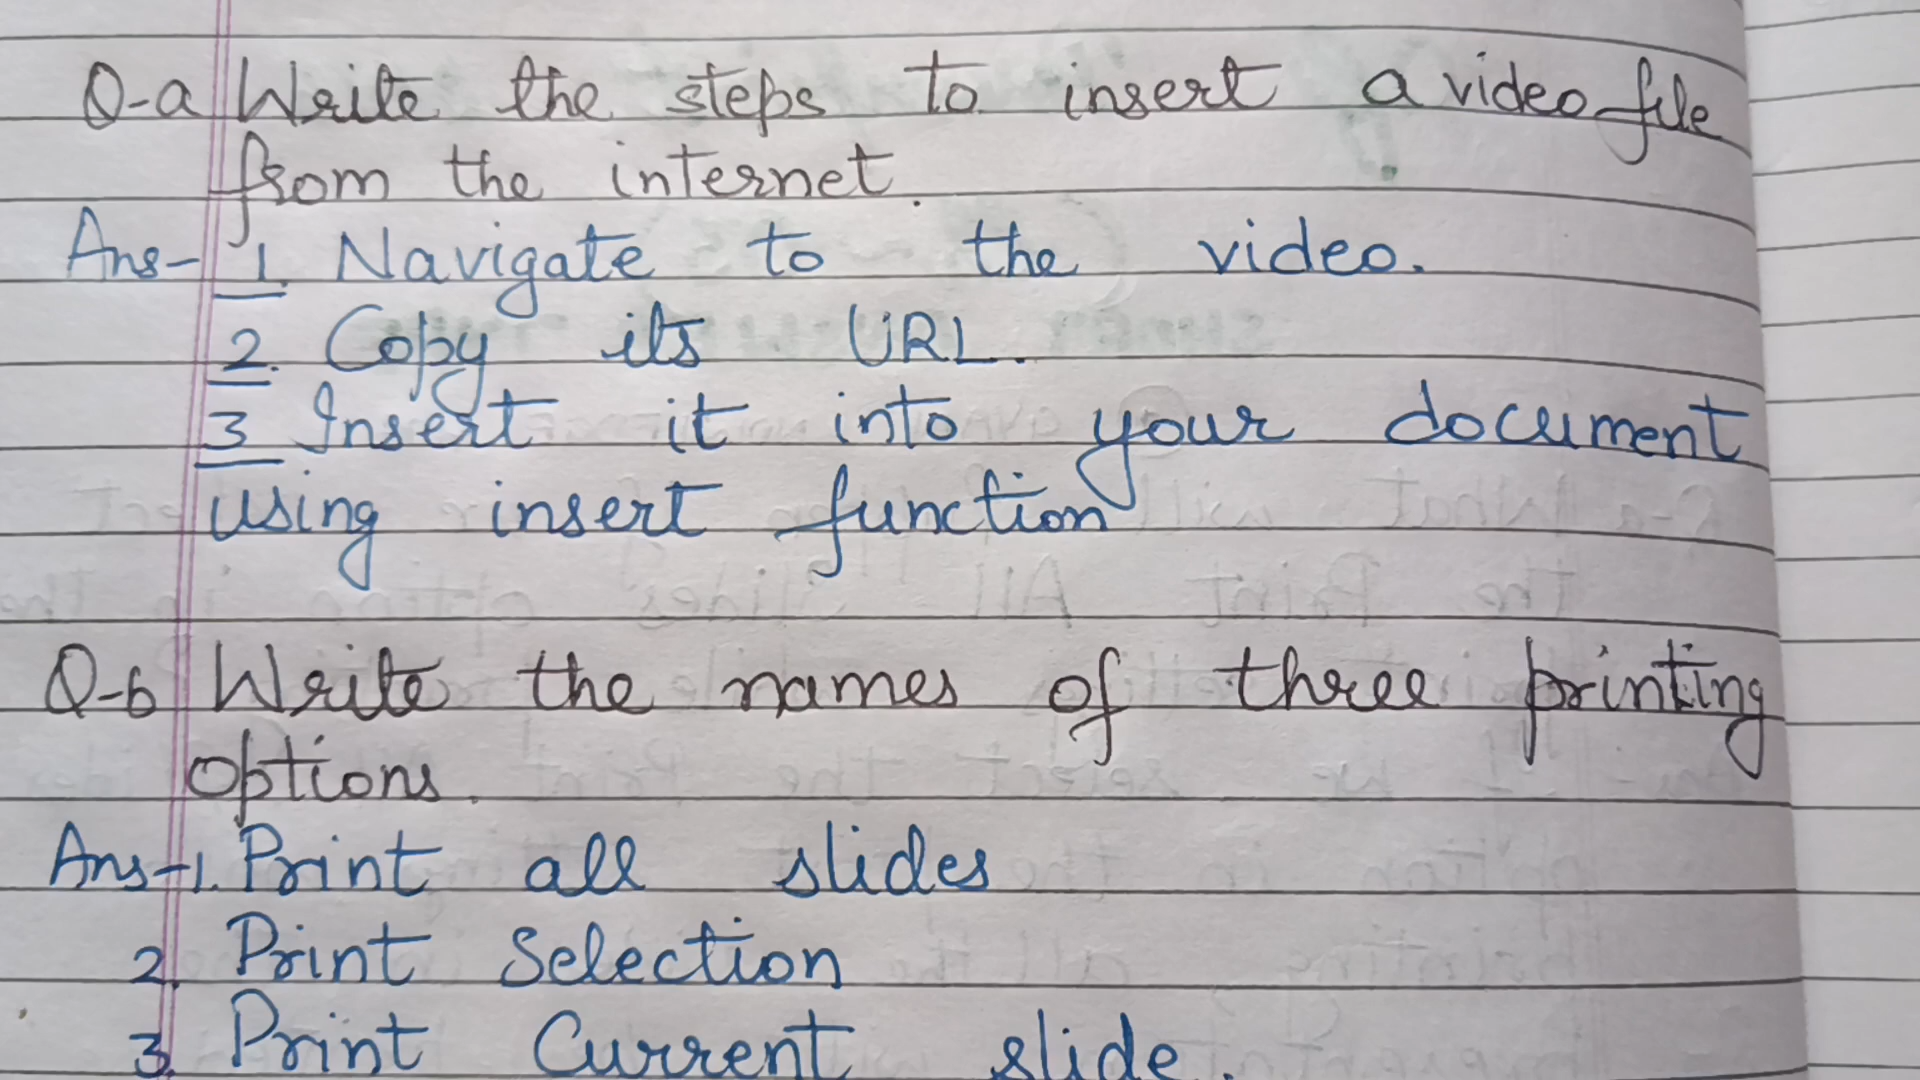 Q-a Write the steps to insert a video file
from the internet.
Ans- 1. Navigate to the video.
2. Copy its URL.
3 Insert it into your document
using insert function
Q-b Write the names of three printing
options.
Ans-1. Print all slides
2. Print Selection
3. Print Current slide.